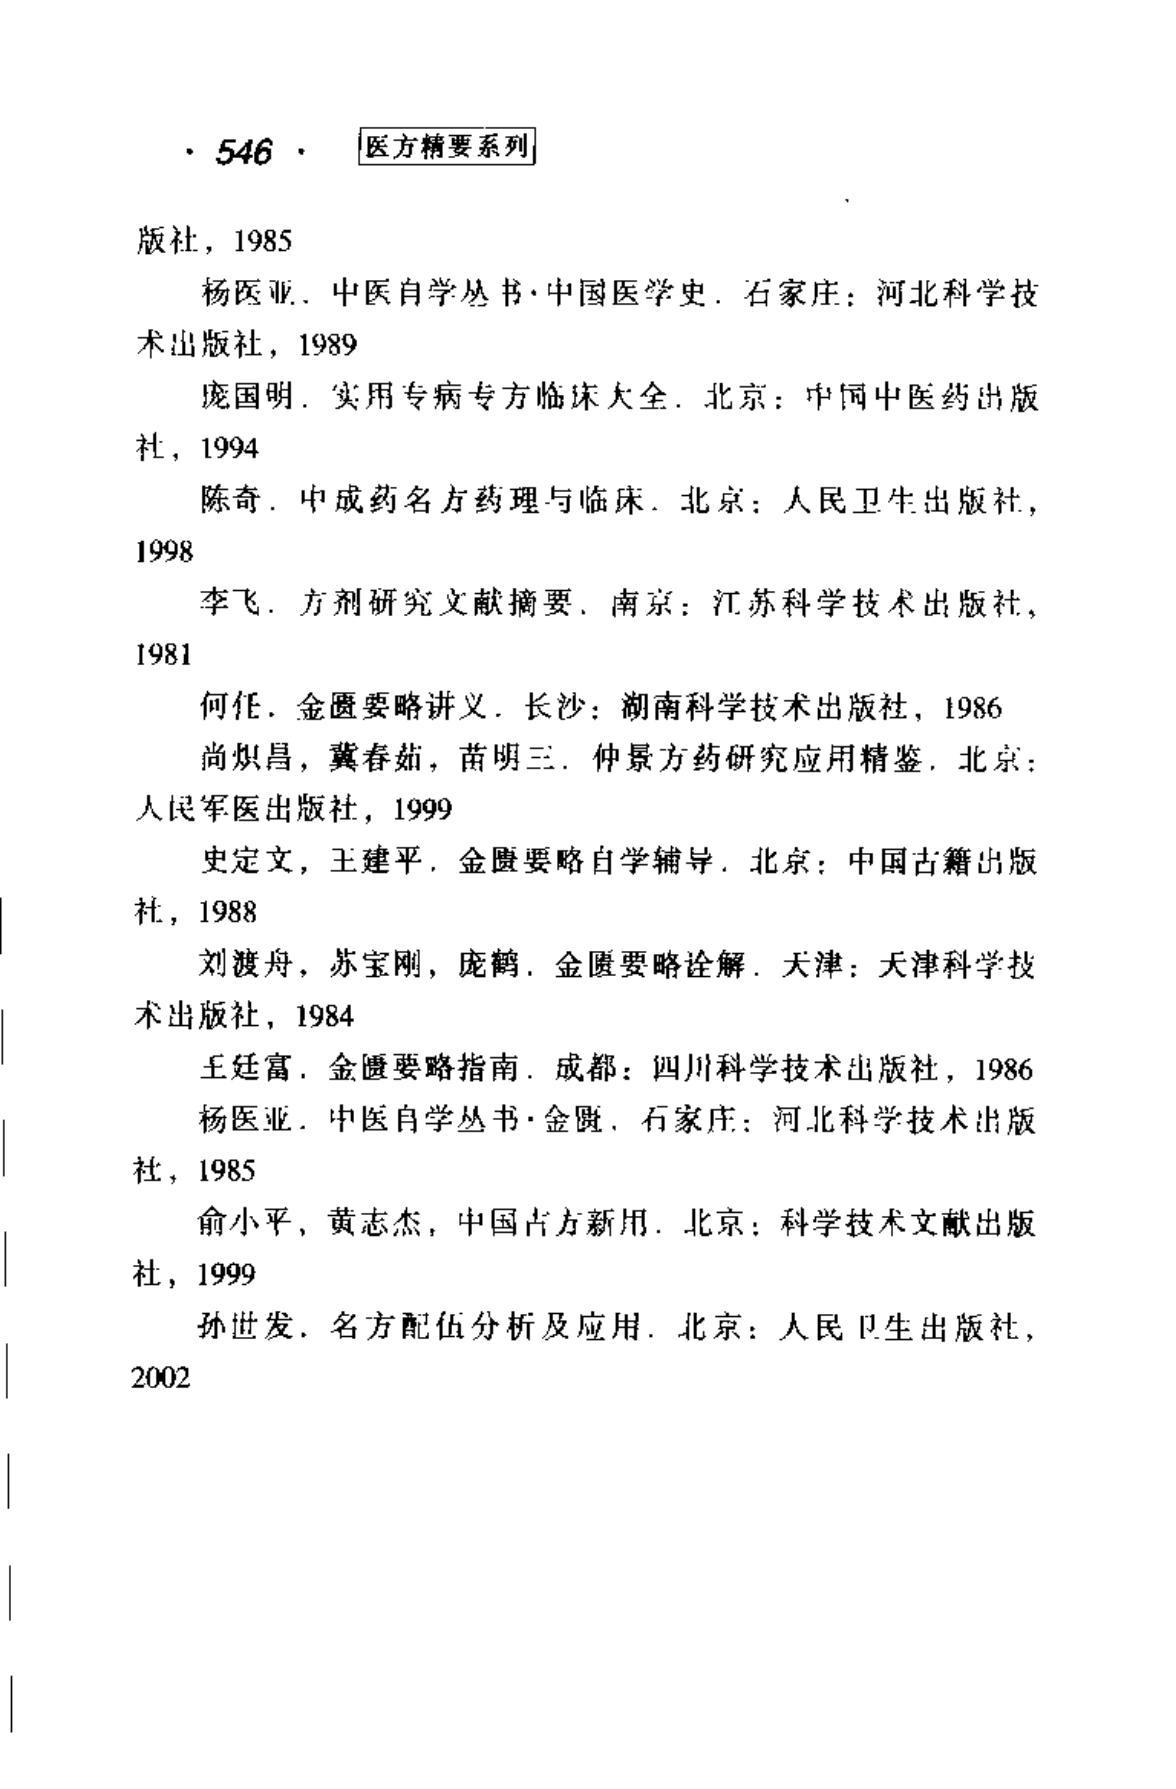 · 546 · 医方精要系列
版社，1985
杨医亚．中医自学丛书·中国医学史．石家庄：河北科学技
术出版社，1989
庞国明．实用专病专方临床大全．北京：中国中医药出版
社，1994
陈奇．中成药名方药理与临床．北京：人民卫生出版社，
1998
李飞．方剂研究文献摘要．南京：江苏科学技术出版社，
1981
何任．金匮要略讲义．长沙：湖南科学技术出版社，1986
尚炽昌，冀春茹，苗明三．仲景方药研究应用精鉴．北京：
人民军医出版社，1999
史定文，王建平．金匮要略自学辅导．北京：中国古籍出版
社，1988
刘渡舟，苏宝刚，庞鹤．金匮要略诠解．天津：天津科学技
术出版社，1984
王廷富．金匮要略指南．成都：四川科学技术出版社，1986
杨医亚．中医自学丛书·金匮．石家庄：河北科学技术出版
社，1985
俞小平，黄志杰，中国古方新用．北京：科学技术文献出版
社，1999
孙世发．名方配伍分析及应用．北京：人民卫生出版社，
2002